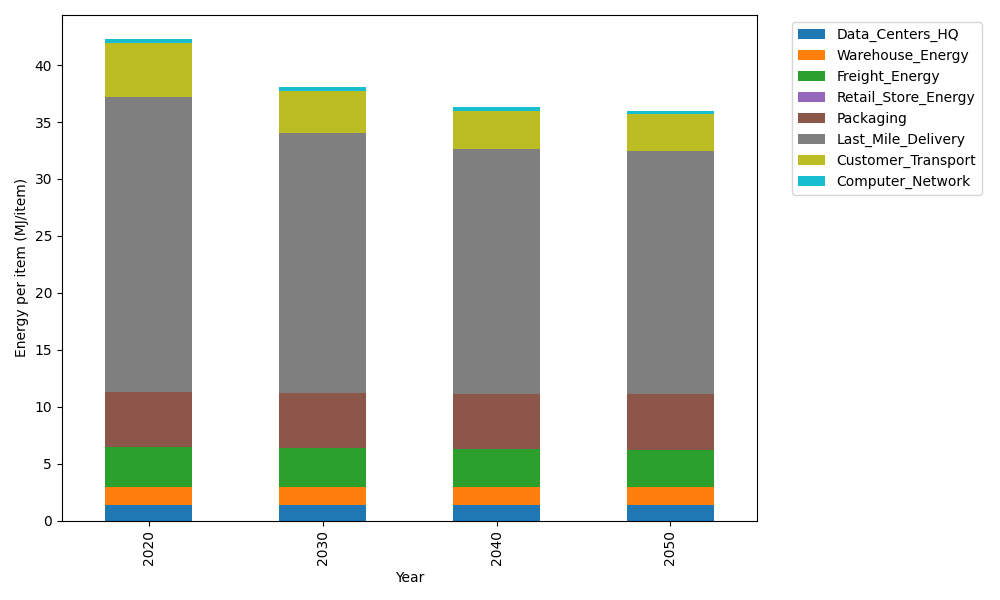 Energy per item (MJ/item)
40
35
30
25
20
15
10
5
0
2020
2030
2040
2050
Year
Data_Centers_HQ
Warehouse_Energy
Freight_Energy
Retail_Store_Energy
Packaging
Last_Mile_Delivery
Customer_Transport
Computer_Network